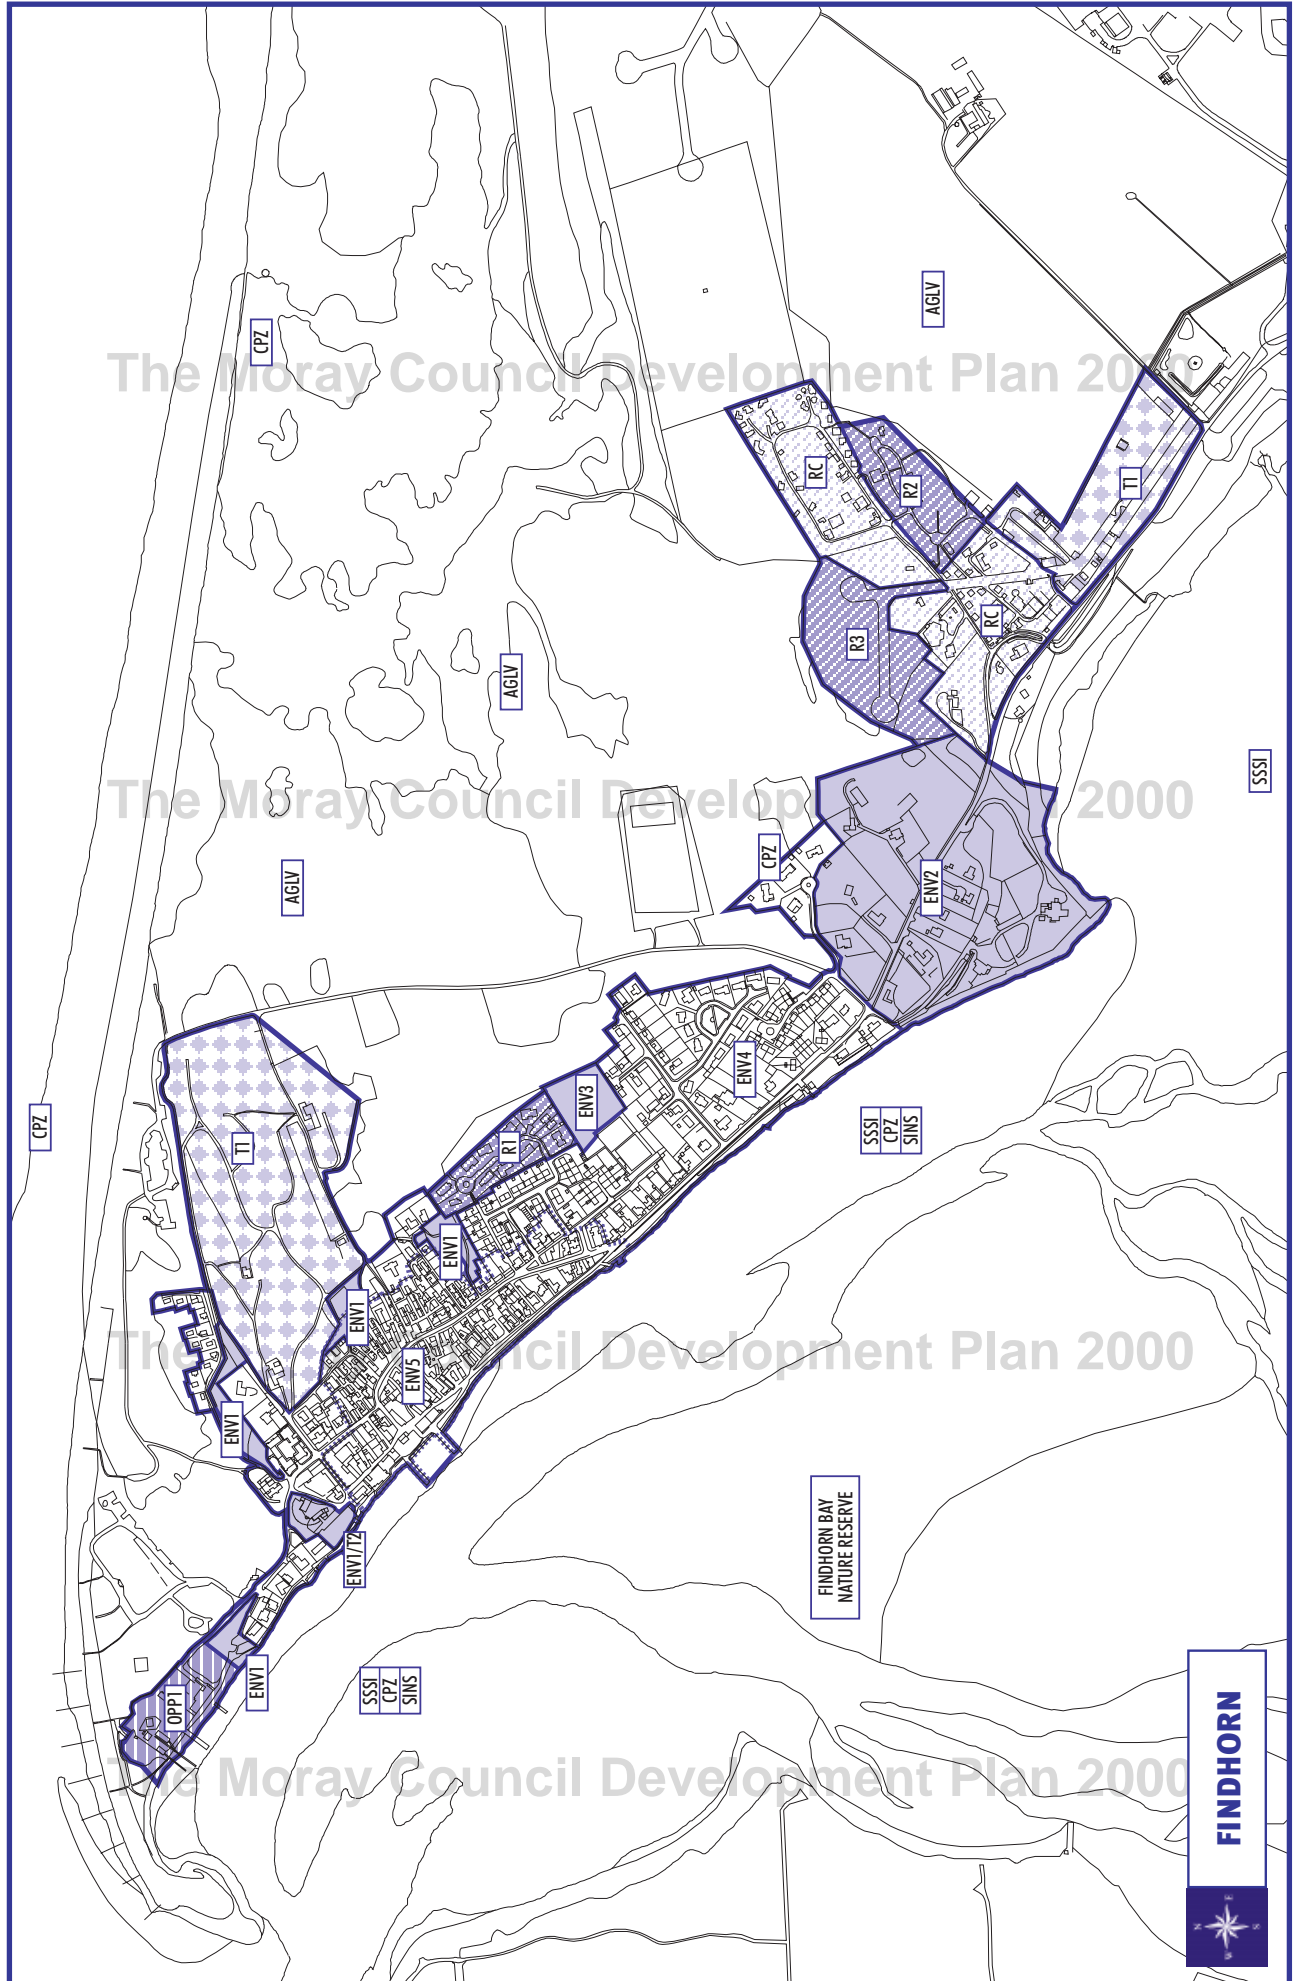 CPZ
The Moray Council Development Plan 2000
AGLV
RC
R2
T1
R3
RC
AGLV
SSSI
The Moray Council Development Plan 2000
CPZ
AGLV
ENV2
CPZ
T1
ENV3
ENV4
SSSI
CPZ
SINS
R1
ENV1
ENV1
The Moray Council Development Plan 2000
ENV5
ENV1
ENV1/T2
FINDHORN BAY
NATURE RESERVE
ENV1
OPP1
SSSI
CPZ
SINS
The Moray Council Development Plan 2000
FINDHORN
N
E
S
W